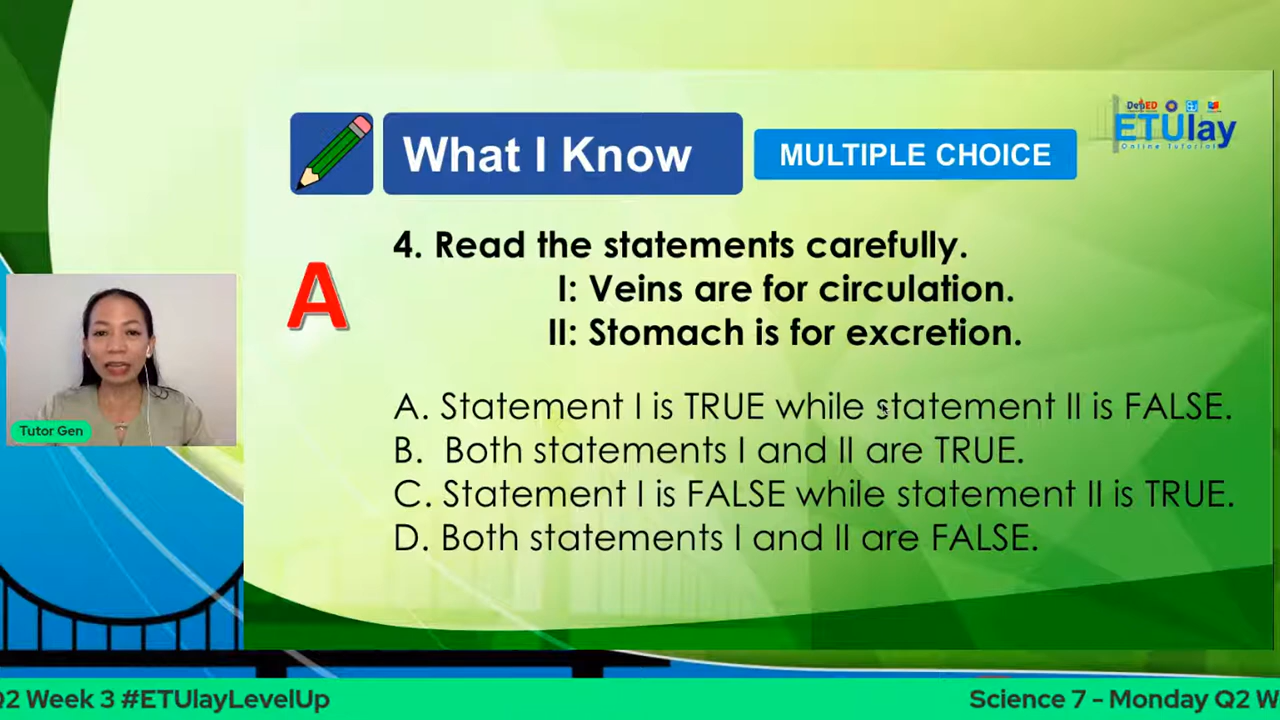 What I Know
MULTIPLE CHOICE
DepED
ETUlay
Online Tutorial
4. Read the statements carefully.
I: Veins are for circulation.
II: Stomach is for excretion.
A
A. Statement I is TRUE while statement II is FALSE.
B. Both statements I and II are TRUE.
C. Statement I is FALSE while statement II is TRUE.
D. Both statements I and II are FALSE.
Tutor Gen
Q2 Week 3 #ETUlayLevelUp
Science 7 - Monday Q2 W